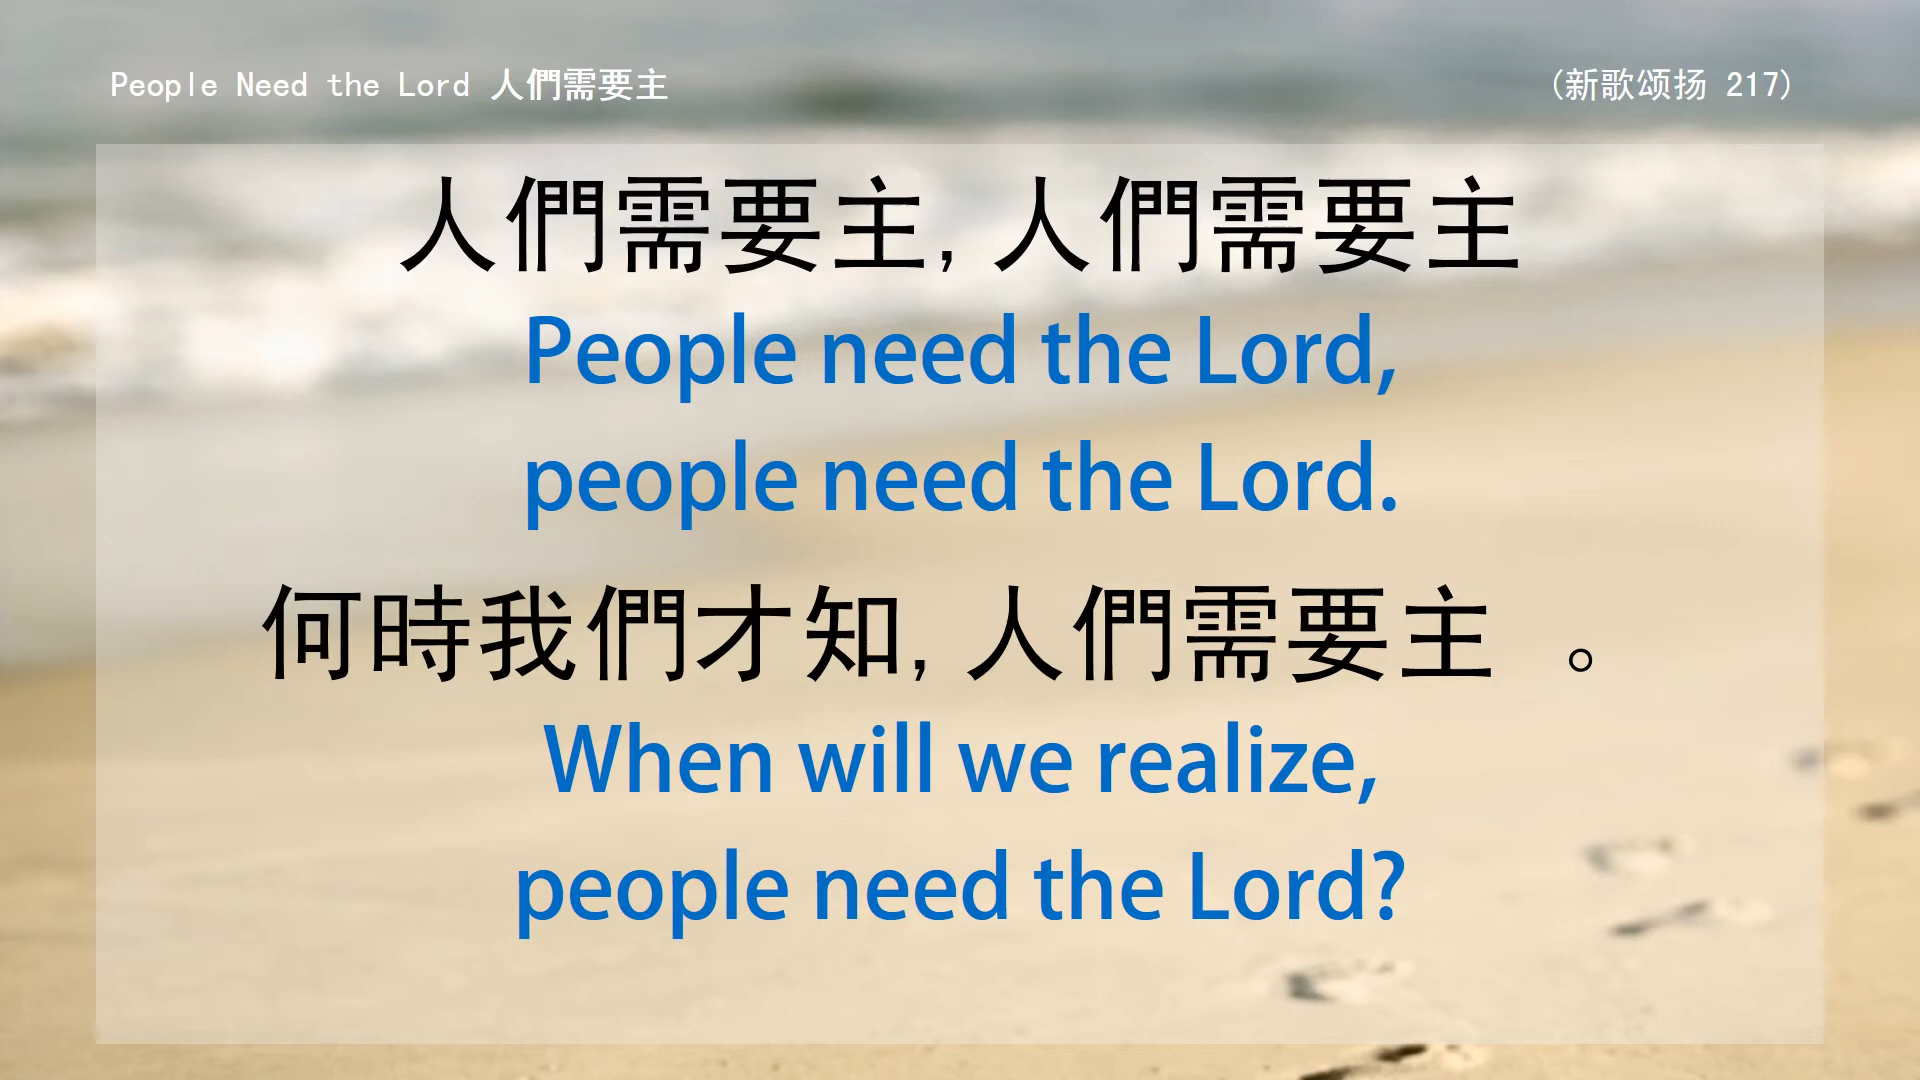 People Need the Lord 人們需要主
(新歌颂扬 217)
人們需要主,人們需要主
People need the Lord,
people need the Lord.
何時我們才知,人們需要主 。
When will we realize,
people need the Lord?